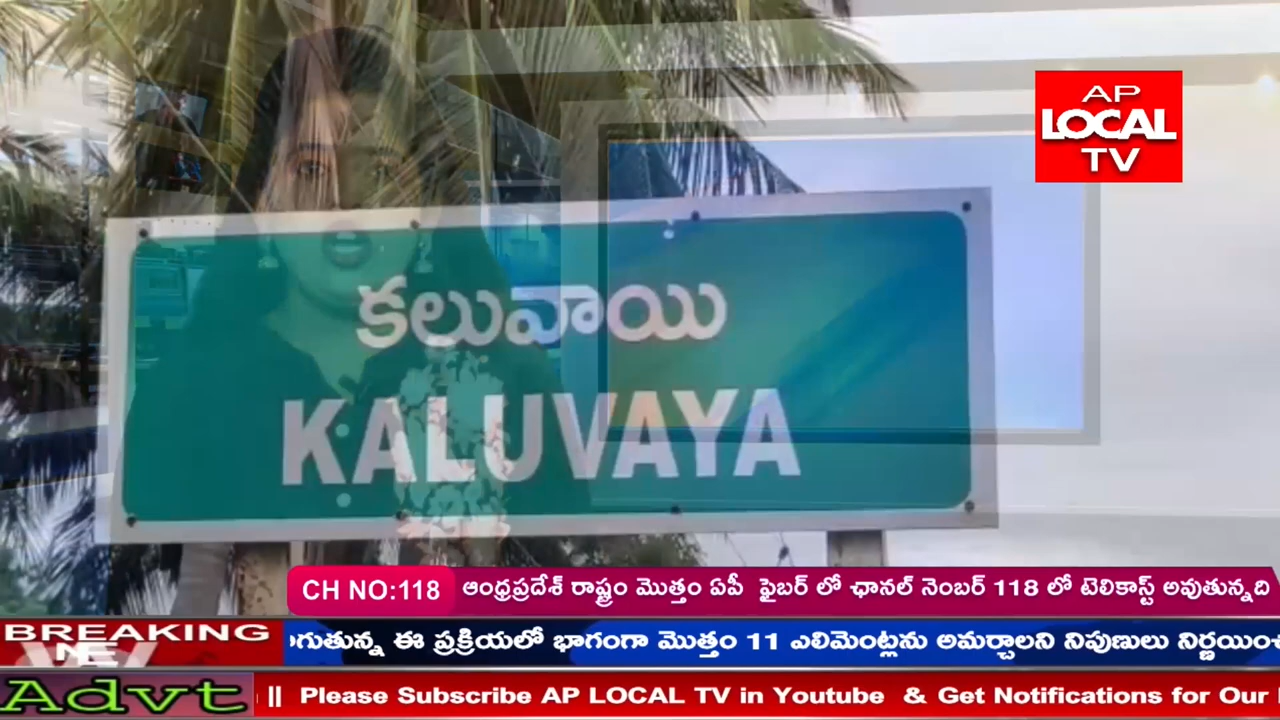 AP
LOCAL
TV
కలువాయి
KALUVAYA
CH NO:118 ఆంధ్రప్రదేశ్ రాష్ట్రం మొత్తం ఏపీ ఫైబర్ లో ఛానల్ నెంబర్ 118 లో టెలికాస్ట్ అవుతున్నది
BREAKING
NEW
ఈ ప్రక్రియలో భాగంగా మొత్తం 11 ఎలిమెంట్లను అమర్చాలని నిపుణులు
Advt || Please Subscribe AP LOCAL TV in Youtube & Get Notifications for Our